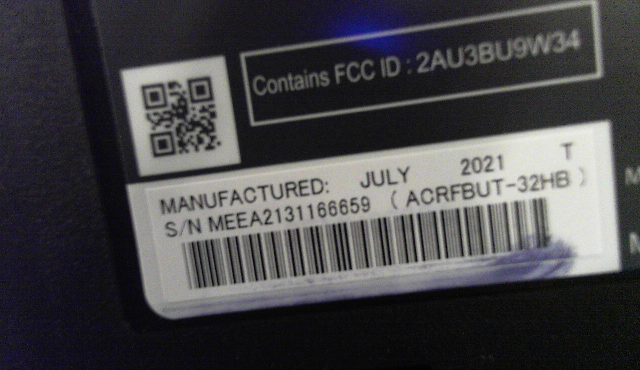 Contains FCC ID : 2AU3BU9W34
MANUFACTURED: JULY 2021 T
S/N MEEA2131166659 ( ACRFBUT-32HB )
M